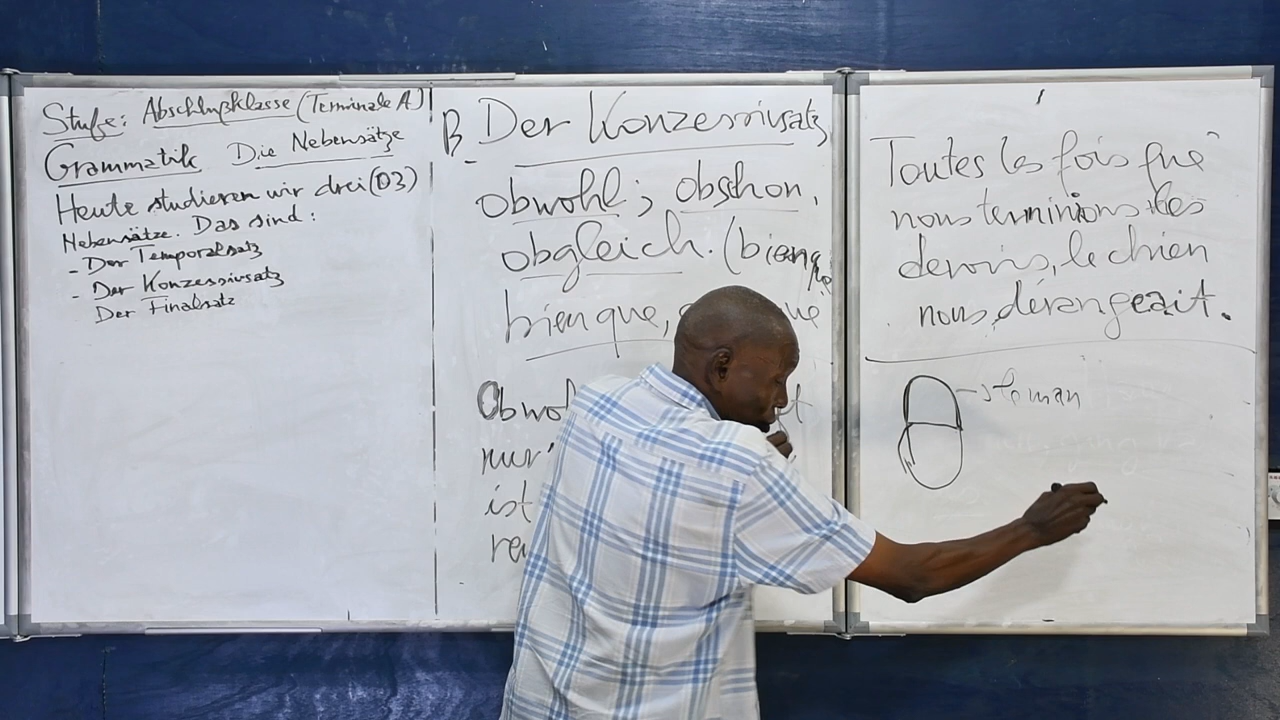 Stufe: Abschlußklasse (Terminale A)
Grammatik Die Nebensätze
Heute studieren wir drei (03)
Nebensätze. Das sind:
- Der Temporalsatz
- Der Konzessivsatz
Der Finalsatz
B. Der Konzessivsatz
obwohl; obschon,
obgleich. (bienque
bien que,
Obwohl
nur
ist
Toutes les fois que
nous terminions les
devoirs, le chien
nous dérangeait.